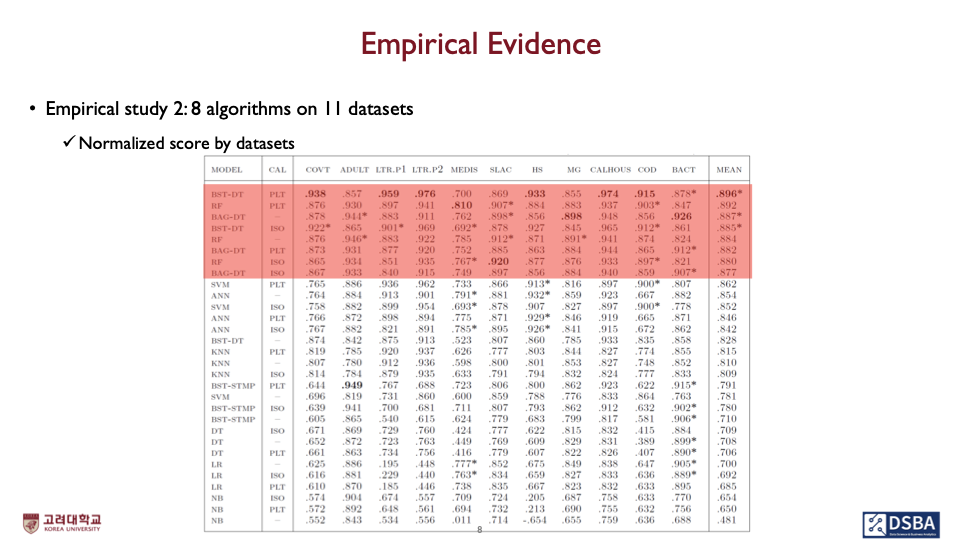 Empirical Evidence
• Empirical study 2: 8 algorithms on 11 datasets
✓ Normalized score by datasets
MODEL CAL COVT ADULT LTR.P1 LTR.P2 MEDIS SLAC HS MG CALHOUS COD BACT MEAN
BST-DT PLT .938 .857 .959 .976 .700 .869 .933 .855 .974 .915 .878* .896*
RF PLT .876 .930 .897 .941 .810 .907* .884 .883 .937 .903* .847 .892
BAG-DT – .878 .944* .883 .911 .762 .898* .856 .898 .948 .856 .926 .887*
BST-DT ISO .922* .865 .901* .969 .692* .878 .927 .845 .965 .912* .861 .885*
RF – .876 .946* .883 .922 .785 .912* .871 .891* .941 .874 .824 .884
BAG-DT PLT .873 .931 .877 .920 .752 .885 .863 .884 .944 .865 .912* .882
RF ISO .865 .934 .851 .935 .767* .920 .877 .876 .933 .897* .821 .880
BAG-DT ISO .867 .933 .840 .915 .749 .897 .856 .884 .940 .859 .907* .877
SVM PLT .765 .886 .936 .962 .733 .866 .913* .816 .897 .900* .807 .862
ANN – .764 .884 .913 .901 .791* .881 .932* .859 .923 .667 .882 .854
SVM ISO .758 .882 .899 .954 .693* .878 .907 .827 .897 .900* .778 .852
ANN PLT .766 .872 .898 .894 .775 .871 .929* .846 .919 .665 .871 .846
ANN ISO .767 .882 .821 .891 .785* .895 .926* .841 .915 .672 .862 .842
BST-DT – .874 .842 .875 .913 .523 .807 .860 .785 .933 .835 .858 .828
KNN PLT .819 .785 .920 .937 .626 .777 .803 .844 .827 .774 .855 .815
KNN – .807 .780 .912 .936 .598 .800 .801 .853 .827 .748 .852 .810
KNN ISO .814 .784 .879 .935 .633 .791 .794 .832 .824 .777 .833 .809
BST-STMP PLT .644 .949 .767 .688 .723 .806 .800 .862 .923 .622 .915* .791
SVM – .696 .819 .731 .860 .600 .859 .788 .776 .833 .864 .763 .781
BST-STMP ISO .639 .941 .700 .681 .711 .807 .793 .862 .912 .632 .902* .780
BST-STMP – .605 .865 .540 .615 .624 .779 .683 .799 .817 .581 .906* .710
DT ISO .671 .869 .729 .760 .424 .777 .622 .815 .832 .415 .884 .709
DT – .652 .872 .723 .763 .449 .769 .609 .829 .831 .389 .899* .708
DT PLT .661 .863 .734 .756 .416 .779 .607 .822 .826 .407 .890* .706
LR – .625 .886 .195 .448 .777* .852 .675 .849 .838 .647 .905* .700
LR ISO .616 .881 .229 .440 .763* .834 .659 .827 .833 .636 .889* .692
LR PLT .610 .870 .185 .446 .738 .835 .667 .823 .832 .633 .895 .685
NB ISO .574 .904 .674 .557 .709 .724 .205 .687 .758 .633 .770 .654
NB PLT .572 .892 .648 .561 .694 .732 .213 .690 .755 .632 .756 .650
NB – .552 .843 .534 .556 .011 .714 -.654 .655 .759 .636 .688 .481
8
고려대학교
KOREA UNIVERSITY
DSBA